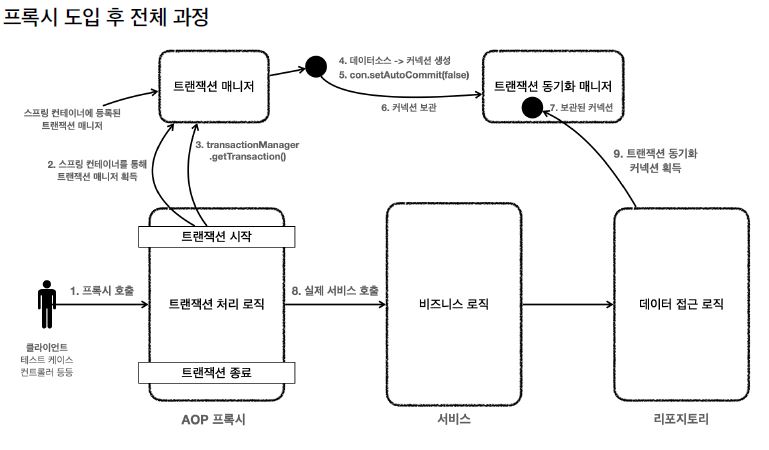 프록시 도입 후 전체 과정
트랜잭션 매니저
4. 데이터소스 -> 커넥션 생성
5. con.setAutoCommit(false)
6. 커넥션 보관
트랜잭션 동기화 매니저
7. 보관된 커넥션
스프링 컨테이너에 등록된
트랜잭션 매니저
2. 스프링 컨테이너를 통해
트랜잭션 매니저 획득
3. transactionManager
.getTransaction()
9. 트랜잭션 동기화
커넥션 획득
트랜잭션 시작
1. 프록시 호출
트랜잭션 처리 로직
8. 실제 서비스 호출
비즈니스 로직
데이터 접근 로직
클라이언트
테스트 케이스
컨트롤러 등등
트랜잭션 종료
AOP 프록시
서비스
리포지토리